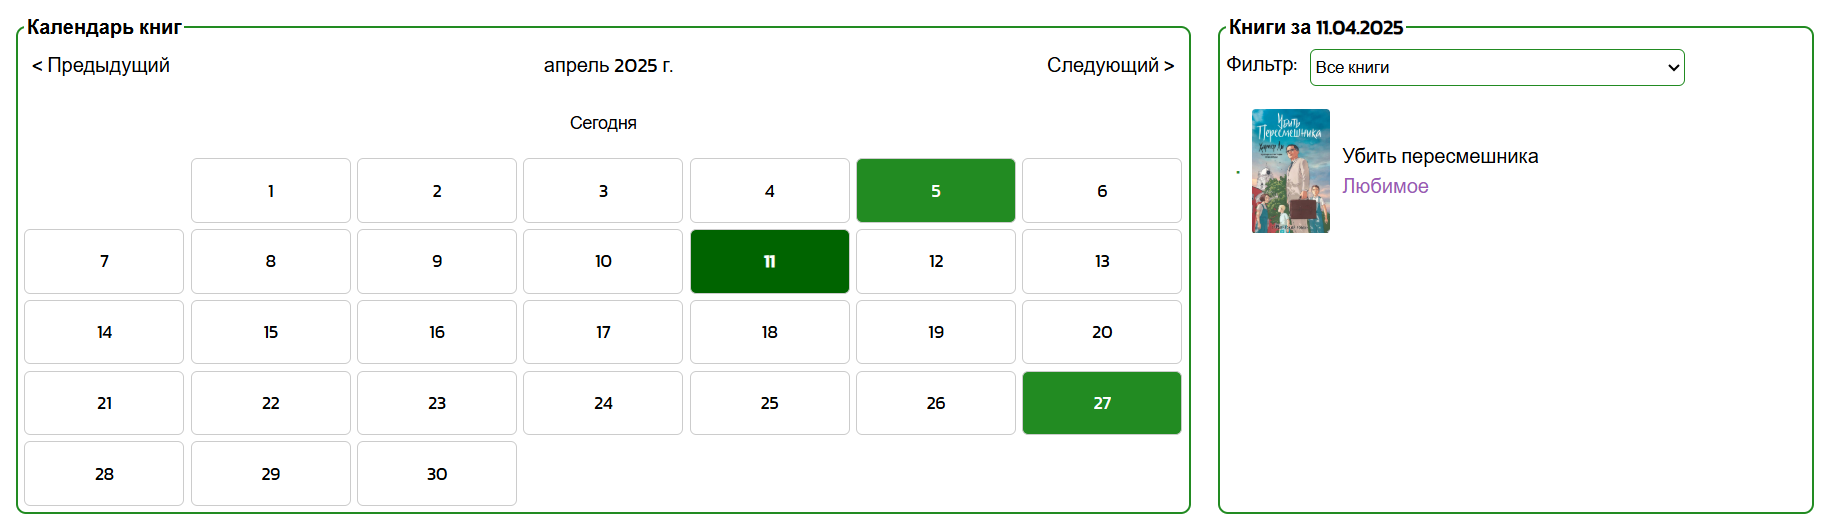 Календарь книг
< Предыдущий
апрель 2025 г.
Следующий >
Сегодня
1 2 3 4 5 6
7 8 9 10 11 12 13
14 15 16 17 18 19 20
21 22 23 24 25 26 27
28 29 30
Книги за 11.04.2025
Фильтр: Все книги
Убить
Пересмешника
Харпер Ли
Убить пересмешника
Любимое